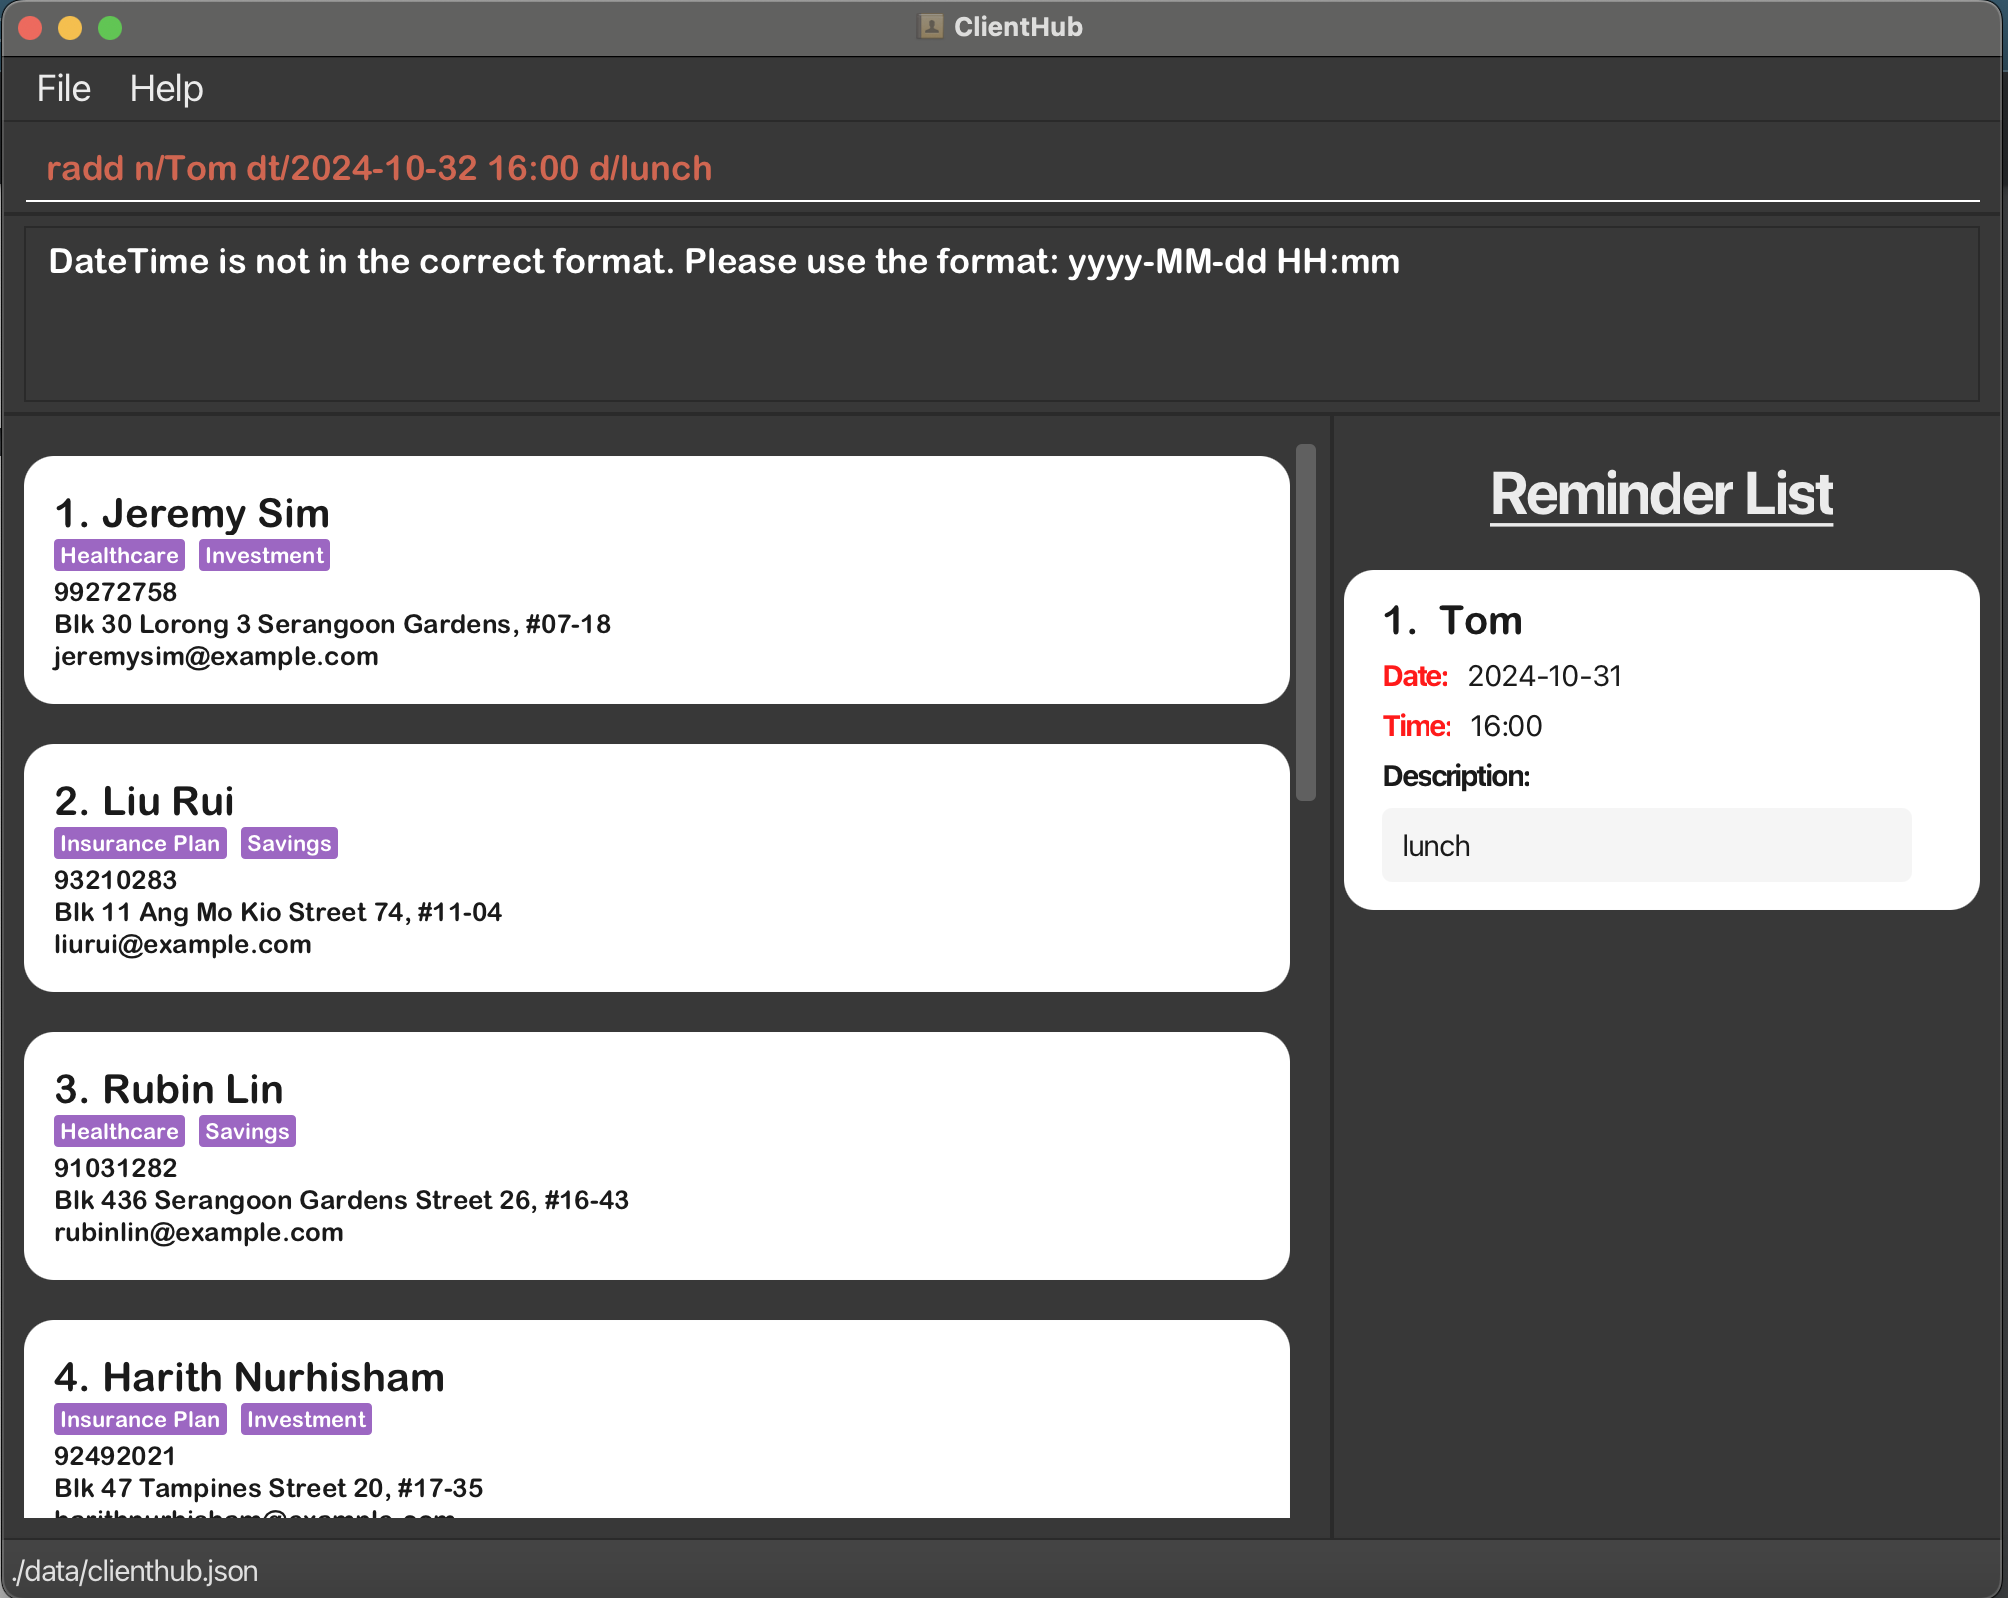 ClientHub
File Help
radd n/Tom dt/2024-10-32 16:00 d/lunch
DateTime is not in the correct format. Please use the format: yyyy-MM-dd HH:mm
1. Jeremy Sim
Healthcare Investment
99272758
Blk 30 Lorong 3 Serangoon Gardens, #07-18
jeremysim@example.com
2. Liu Rui
Insurance Plan Savings
93210283
Blk 11 Ang Mo Kio Street 74, #11-04
liurui@example.com
3. Rubin Lin
Healthcare Savings
91031282
Blk 436 Serangoon Gardens Street 26, #16-43
rubinlin@example.com
4. Harith Nurhisham
Insurance Plan Investment
92492021
Blk 47 Tampines Street 20, #17-35
harithnurhisham@example.com
Reminder List
1. Tom
Date: 2024-10-31
Time: 16:00
Description:
lunch
./data/clienthub.json